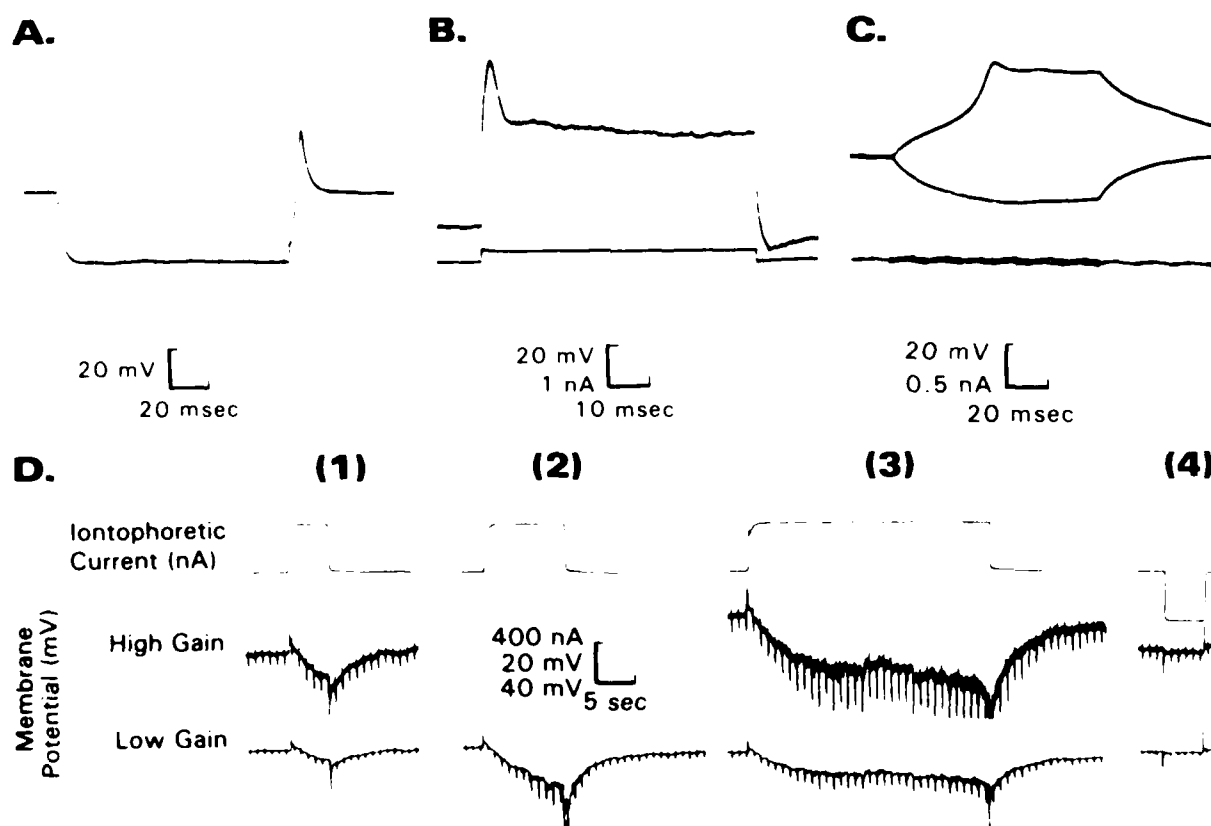 A.
B.
C.
20 mV
20 msec
20 mV
1 nA
10 msec
20 mV
0.5 nA
20 msec
D.
(1)
(2)
(3)
(4)
Iontophoretic
Current (nA)
Membrane
Potential (mV)
High Gain
400 nA
20 mV
40 mV
5 sec
Low Gain